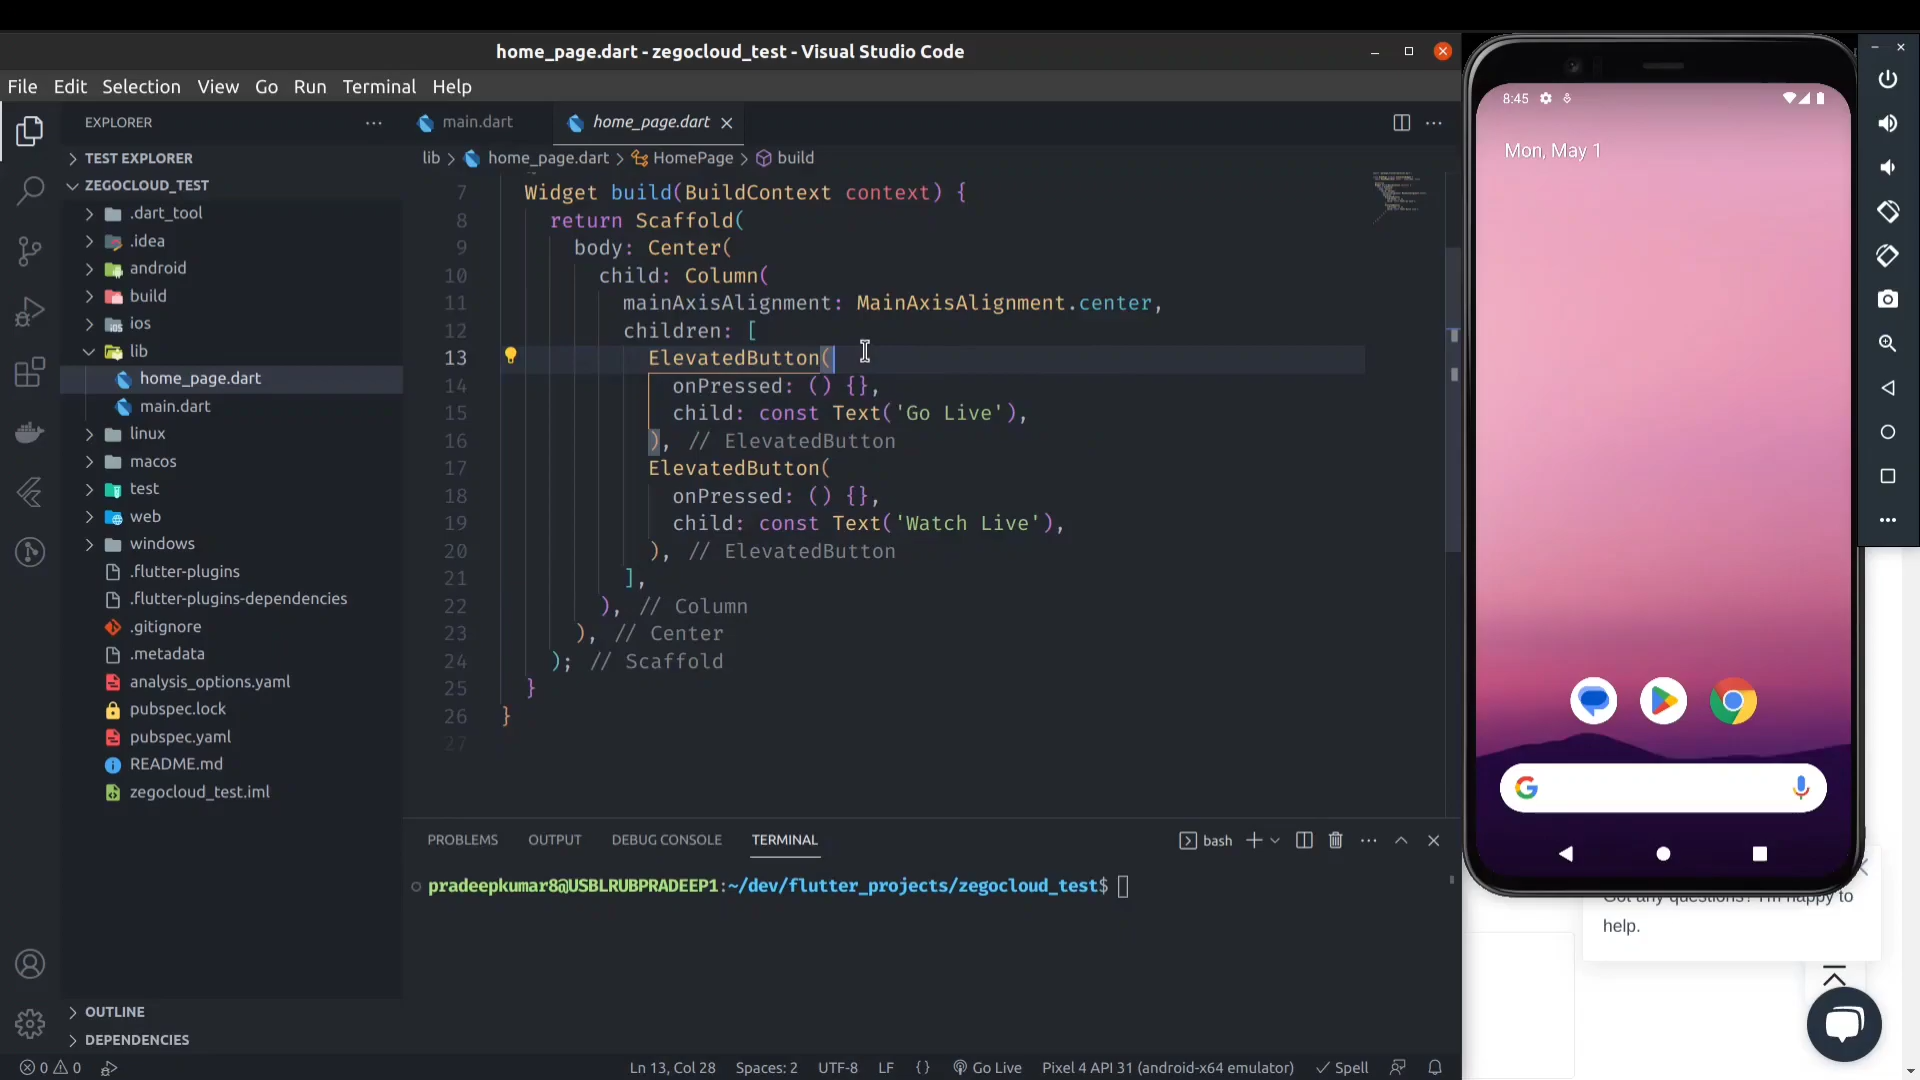 home_page.dart - zegocloud_test - Visual Studio Code
File Edit Selection View Go Run Terminal Help
EXPLORER
TEST EXPLORER
ZEGOCLOUD_TEST
.dart_tool
.idea
android
build
ios
lib
home_page.dart
main.dart
linux
macos
test
web
windows
.flutter-plugins
.flutter-plugins-dependencies
.gitignore
.metadata
analysis_options.yaml
pubspec.lock
pubspec.yaml
README.md
zegocloud_test.iml
OUTLINE
DEPENDENCIES
main.dart home_page.dart
lib > home_page.dart > HomePage > build
7 Widget build(BuildContext context) {
8 return Scaffold(
9 body: Center(
10 child: Column(
11 mainAxisAlignment: MainAxisAlignment.center,
12 children: [
13 ElevatedButton(
14 onPressed: () {},
15 child: const Text('Go Live'),
16 ), // ElevatedButton
17 ElevatedButton(
18 onPressed: () {},
19 child: const Text('Watch Live'),
20 ), // ElevatedButton
21 ],
22 ), // Column
23 ), // Center
24 ); // Scaffold
25 }
26 }
27
PROBLEMS OUTPUT DEBUG CONSOLE TERMINAL
bash
pradeepkumar8@USBLRUBPRADEEP1:~/dev/flutter_projects/zegocloud_test$
0 0
Ln 13, Col 28 Spaces: 2 UTF-8 LF {} Go Live Pixel 4 API 31 (android-x64 emulator) Spell
8:45
Mon, May 1
Got any questions? I'm happy to
help.